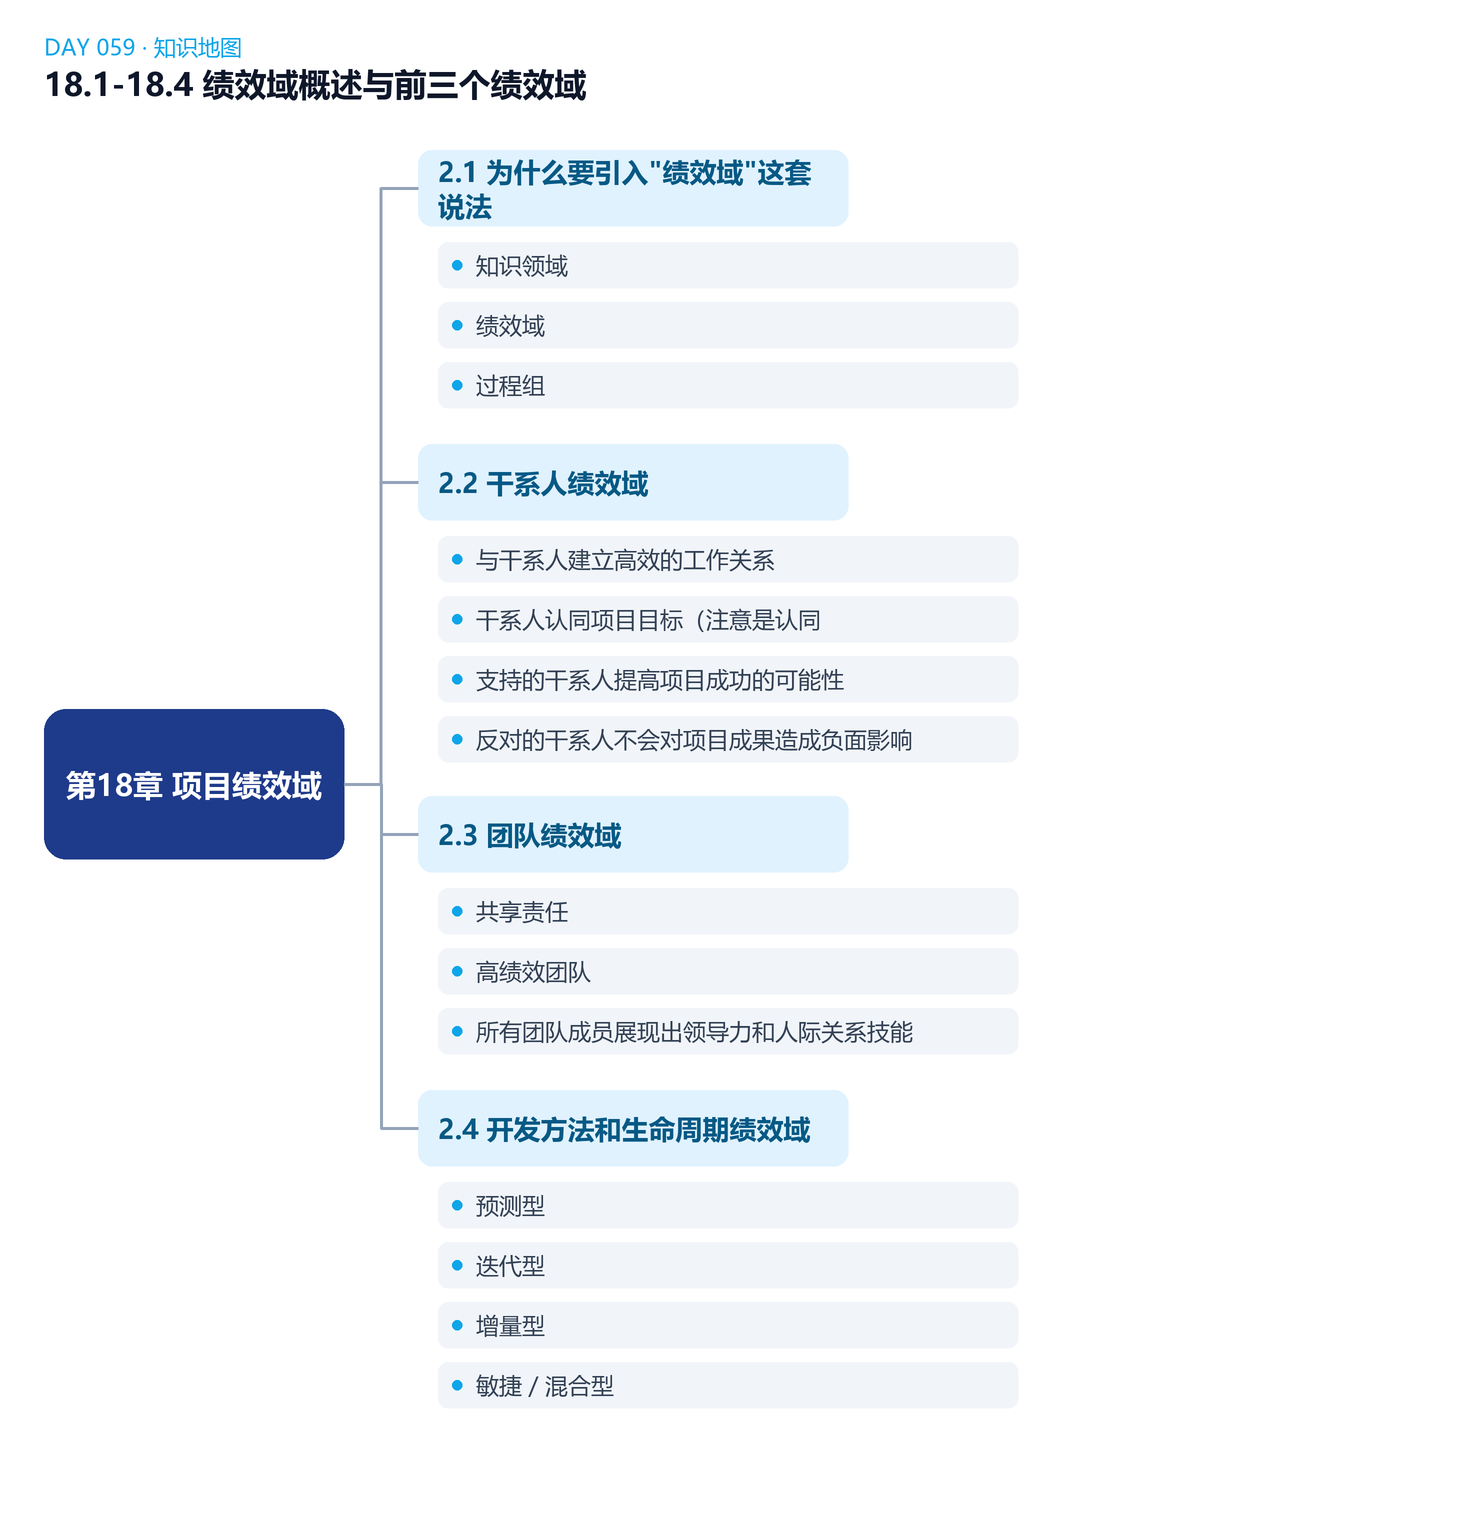 DAY 059 · 知识地图
18.1-18.4 绩效域概述与前三个绩效域
2.1 为什么要引入"绩效域"这套
说法
知识领域
绩效域
过程组
2.2 干系人绩效域
与干系人建立高效的工作关系
干系人认同项目目标（注意是认同
支持的干系人提高项目成功的可能性
反对的干系人不会对项目成果造成负面影响
第18章 项目绩效域
2.3 团队绩效域
共享责任
高绩效团队
所有团队成员展现出领导力和人际关系技能
2.4 开发方法和生命周期绩效域
预测型
迭代型
增量型
敏捷 / 混合型